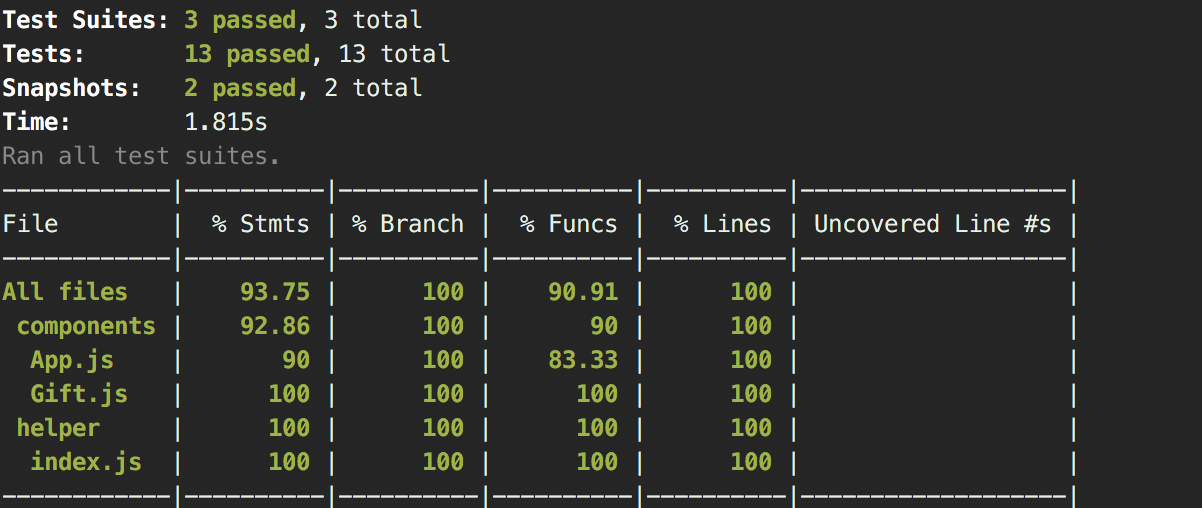 Test Suites: 3 passed, 3 total
Tests:       13 passed, 13 total
Snapshots:   2 passed, 2 total
Time:        1.815s
Ran all test suites.
------------|----------|----------|----------|----------|-------------------|
File        |  % Stmts | % Branch |  % Funcs |  % Lines | Uncovered Line #s |
------------|----------|----------|----------|----------|-------------------|
All files   |    93.75 |      100 |    90.91 |      100 |                   |
 components |    92.86 |      100 |       90 |      100 |                   |
  App.js    |       90 |      100 |    83.33 |      100 |                   |
  Gift.js   |      100 |      100 |      100 |      100 |                   |
 helper     |      100 |      100 |      100 |      100 |                   |
  index.js  |      100 |      100 |      100 |      100 |                   |
------------|----------|----------|----------|----------|-------------------|